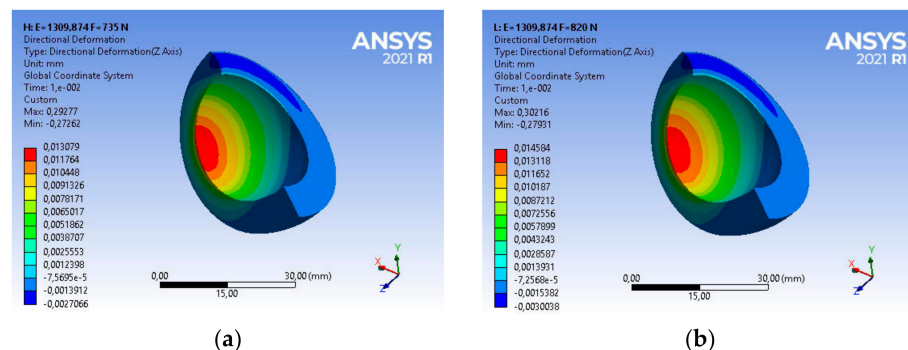 H: E= 1309,874 F= 735 N
Directional Deformation
Type: Directional Deformation(Z Axis)
Unit: mm
Global Coordinate System
Time: 1,e-002
Custom
Max: 0,29277
Min: -0,27262
0,013079
0,011764
0,010448
0,0091326
0,0078171
0,0065017
0,0051862
0,0038707
0,0025553
0,0012398
-7,5695e-5
-0,0013912
-0,0027066
ANSYS
2021 R1
0,00
30,00 (mm)
15,00
X
Y
Z
(a)
L: E= 1309,874 F= 820 N
Directional Deformation
Type: Directional Deformation(Z Axis)
Unit: mm
Global Coordinate System
Time: 1,e-002
Custom
Max: 0,30216
Min: -0,27931
0,014584
0,013118
0,011652
0,010187
0,0087212
0,0072556
0,0057899
0,0043243
0,0028587
0,0013931
-7,2568e-5
-0,0015382
-0,0030038
ANSYS
2021 R1
0,00
30,00 (mm)
15,00
X
Y
Z
(b)